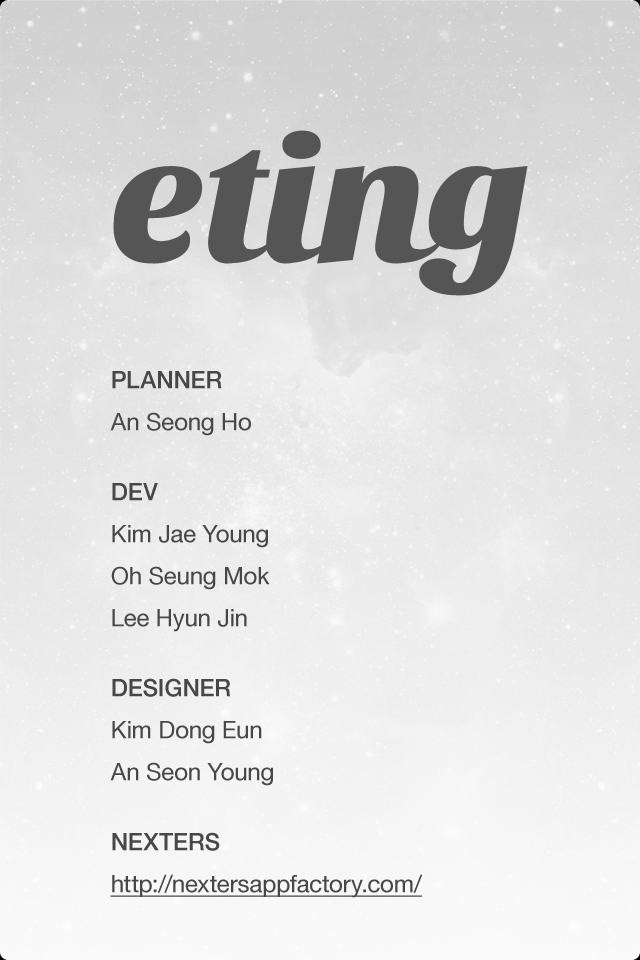 eting
PLANNER
An Seong Ho
DEV
Kim Jae Young
Oh Seung Mok
Lee Hyun Jin
DESIGNER
Kim Dong Eun
An Seon Young
NEXTERS
http://nextersappfactory.com/